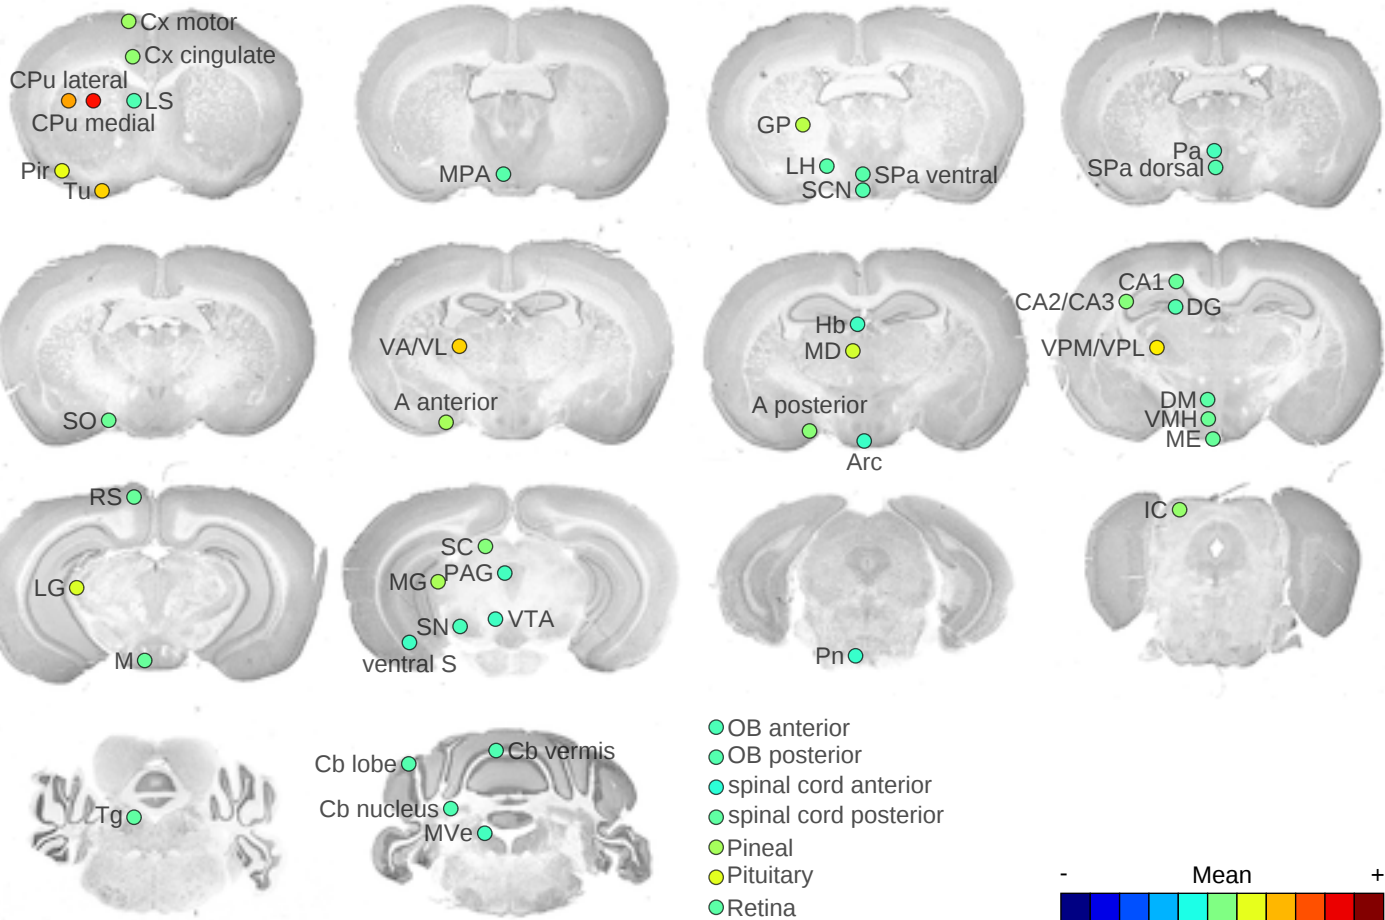 Cx motor
Cx cingulate
CPu lateral
LS
CPu medial
Pir
Tu
MPA
GP
LH
SPa ventral
SCN
Pa
SPa dorsal
SO
VA/VL
A anterior
Hb
MD
A posterior
Arc
CA1
CA2/CA3
DG
VPM/VPL
DM
VMH
ME
RS
LG
M
SC
MG
PAG
SN
VTA
ventral S
Pn
IC
Tg
Cb lobe
Cb vermis
Cb nucleus
MVe
OB anterior
OB posterior
spinal cord anterior
spinal cord posterior
Pineal
Pituitary
Retina
- Mean +